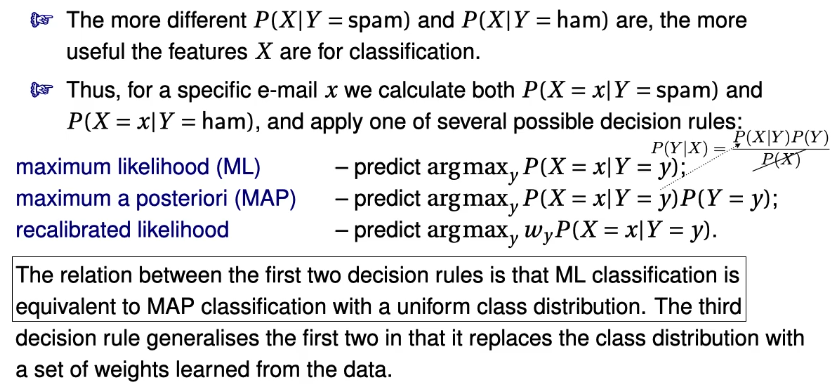 ☞ The more different P(X|Y = spam) and P(X|Y = ham) are, the more
useful the features X are for classification.
☞ Thus, for a specific e-mail x we calculate both P(X = x|Y = spam) and
P(X = x|Y = ham), and apply one of several possible decision rules:
P(Y|X) = P(X|Y)P(Y) / P(X)
maximum likelihood (ML) – predict arg max_y P(X = x|Y = y);
maximum a posteriori (MAP) – predict arg max_y P(X = x|Y = y)P(Y = y);
recalibrated likelihood – predict arg max_y w_y P(X = x|Y = y).
The relation between the first two decision rules is that ML classification is
equivalent to MAP classification with a uniform class distribution. The third
decision rule generalises the first two in that it replaces the class distribution with
a set of weights learned from the data.